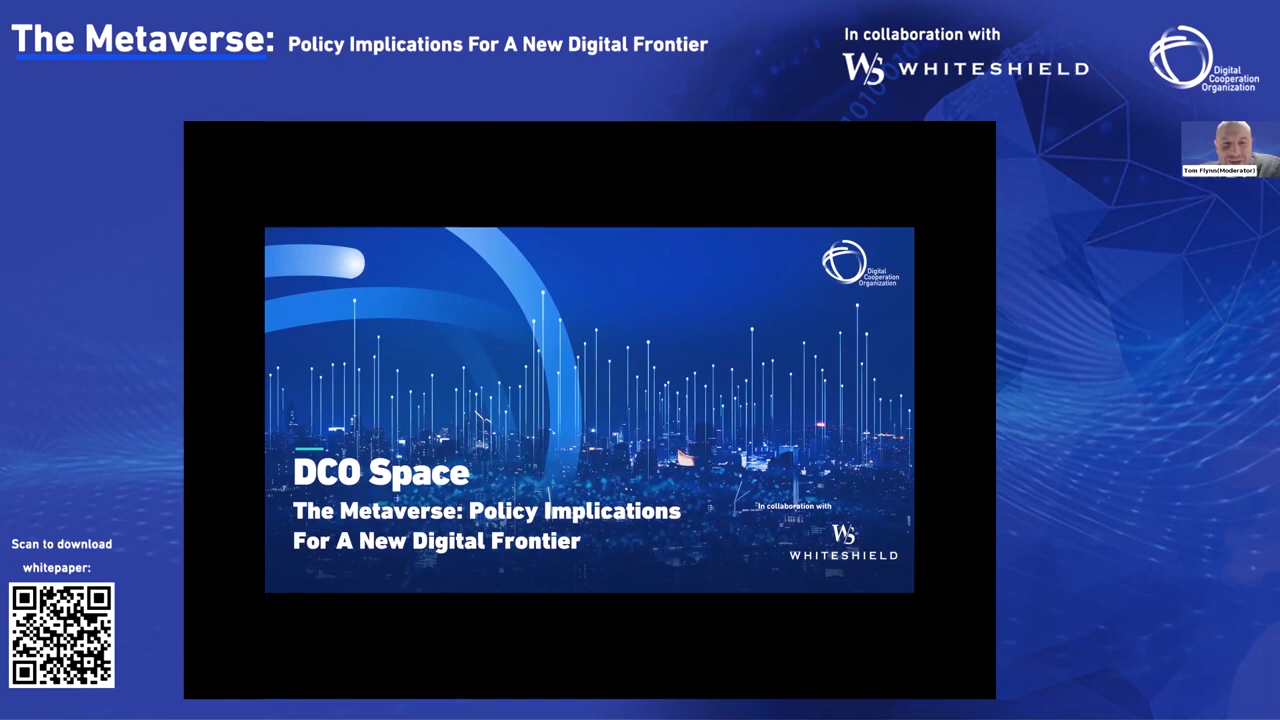 The Metaverse: Policy Implications For A New Digital Frontier
In collaboration with
WS WHITESHIELD
Digital
Cooperation
Organization
Tom Flynn(Moderator)
Digital
Cooperation
Organization
DCO Space
The Metaverse: Policy Implications
For A New Digital Frontier
In collaboration with
WS
WHITESHIELD
Scan to download
whitepaper: